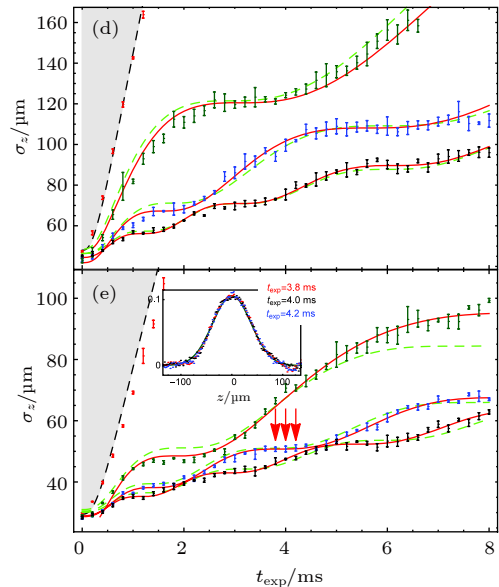 160
140
120
100
80
60
(d)
σz/μm
100
80
60
40
(e)
σz/μm
0.1
0
texp=3.8 ms
texp=4.0 ms
texp=4.2 ms
−100 0 100
z/μm
0 2 4 6 8
texp/ms